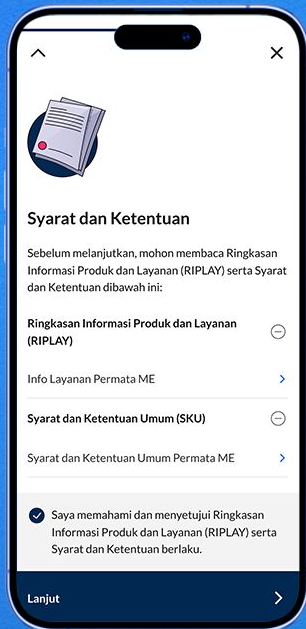 Syarat dan Ketentuan
Sebelum melanjutkan, mohon membaca Ringkasan
Informasi Produk dan Layanan (RIPLAY) serta Syarat
dan Ketentuan dibawah ini:
Ringkasan Informasi Produk dan Layanan
(RIPLAY)
Info Layanan Permata ME
Syarat dan Ketentuan Umum (SKU)
Syarat dan Ketentuan Umum Permata ME
Saya memahami dan menyetujui Ringkasan
Informasi Produk dan Layanan (RIPLAY) serta
Syarat dan Ketentuan berlaku.
Lanjut